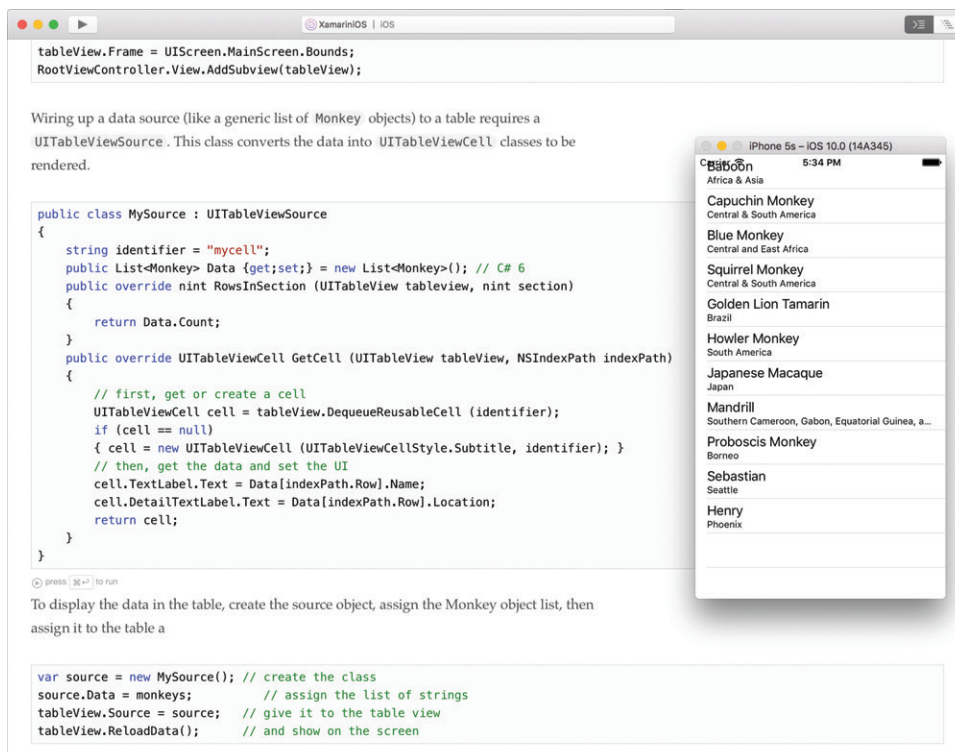 XamariniOS | iOS
tableView.Frame = UIScreen.MainScreen.Bounds;
RootViewController.View.AddSubview(tableView);
Wiring up a data source (like a generic list of Monkey objects) to a table requires a
UITableViewSource. This class converts the data into UITableViewCell classes to be
rendered.
public class MySource : UITableViewSource
{
    string identifier = "mycell";
    public List<Monkey> Data {get;set;} = new List<Monkey>(); // C# 6
    public override nint RowsInSection (UITableView tableview, nint section)
    {
        return Data.Count;
    }
    public override UITableViewCell GetCell (UITableView tableView, NSIndexPath indexPath)
    {
        // first, get or create a cell
        UITableViewCell cell = tableView.DequeueReusableCell (identifier);
        if (cell == null)
        { cell = new UITableViewCell (UITableViewCellStyle.Subtitle, identifier); }
        // then, get the data and set the UI
        cell.TextLabel.Text = Data[indexPath.Row].Name;
        cell.DetailTextLabel.Text = Data[indexPath.Row].Location;
        return cell;
    }
}
press ⌘↩ to run
To display the data in the table, create the source object, assign the Monkey object list, then
assign it to the table a
var source = new MySource(); // create the class
source.Data = monkeys;          // assign the list of strings
tableView.Source = source;   // give it to the table view
tableView.ReloadData();      // and show on the screen
iPhone 5s – iOS 10.0 (14A345)
Carrier 5:34 PM
Baboon
Africa & Asia
Capuchin Monkey
Central & South America
Blue Monkey
Central and East Africa
Squirrel Monkey
Central & South America
Golden Lion Tamarin
Brazil
Howler Monkey
South America
Japanese Macaque
Japan
Mandrill
Southern Cameroon, Gabon, Equatorial Guinea, a...
Proboscis Monkey
Borneo
Sebastian
Seattle
Henry
Phoenix